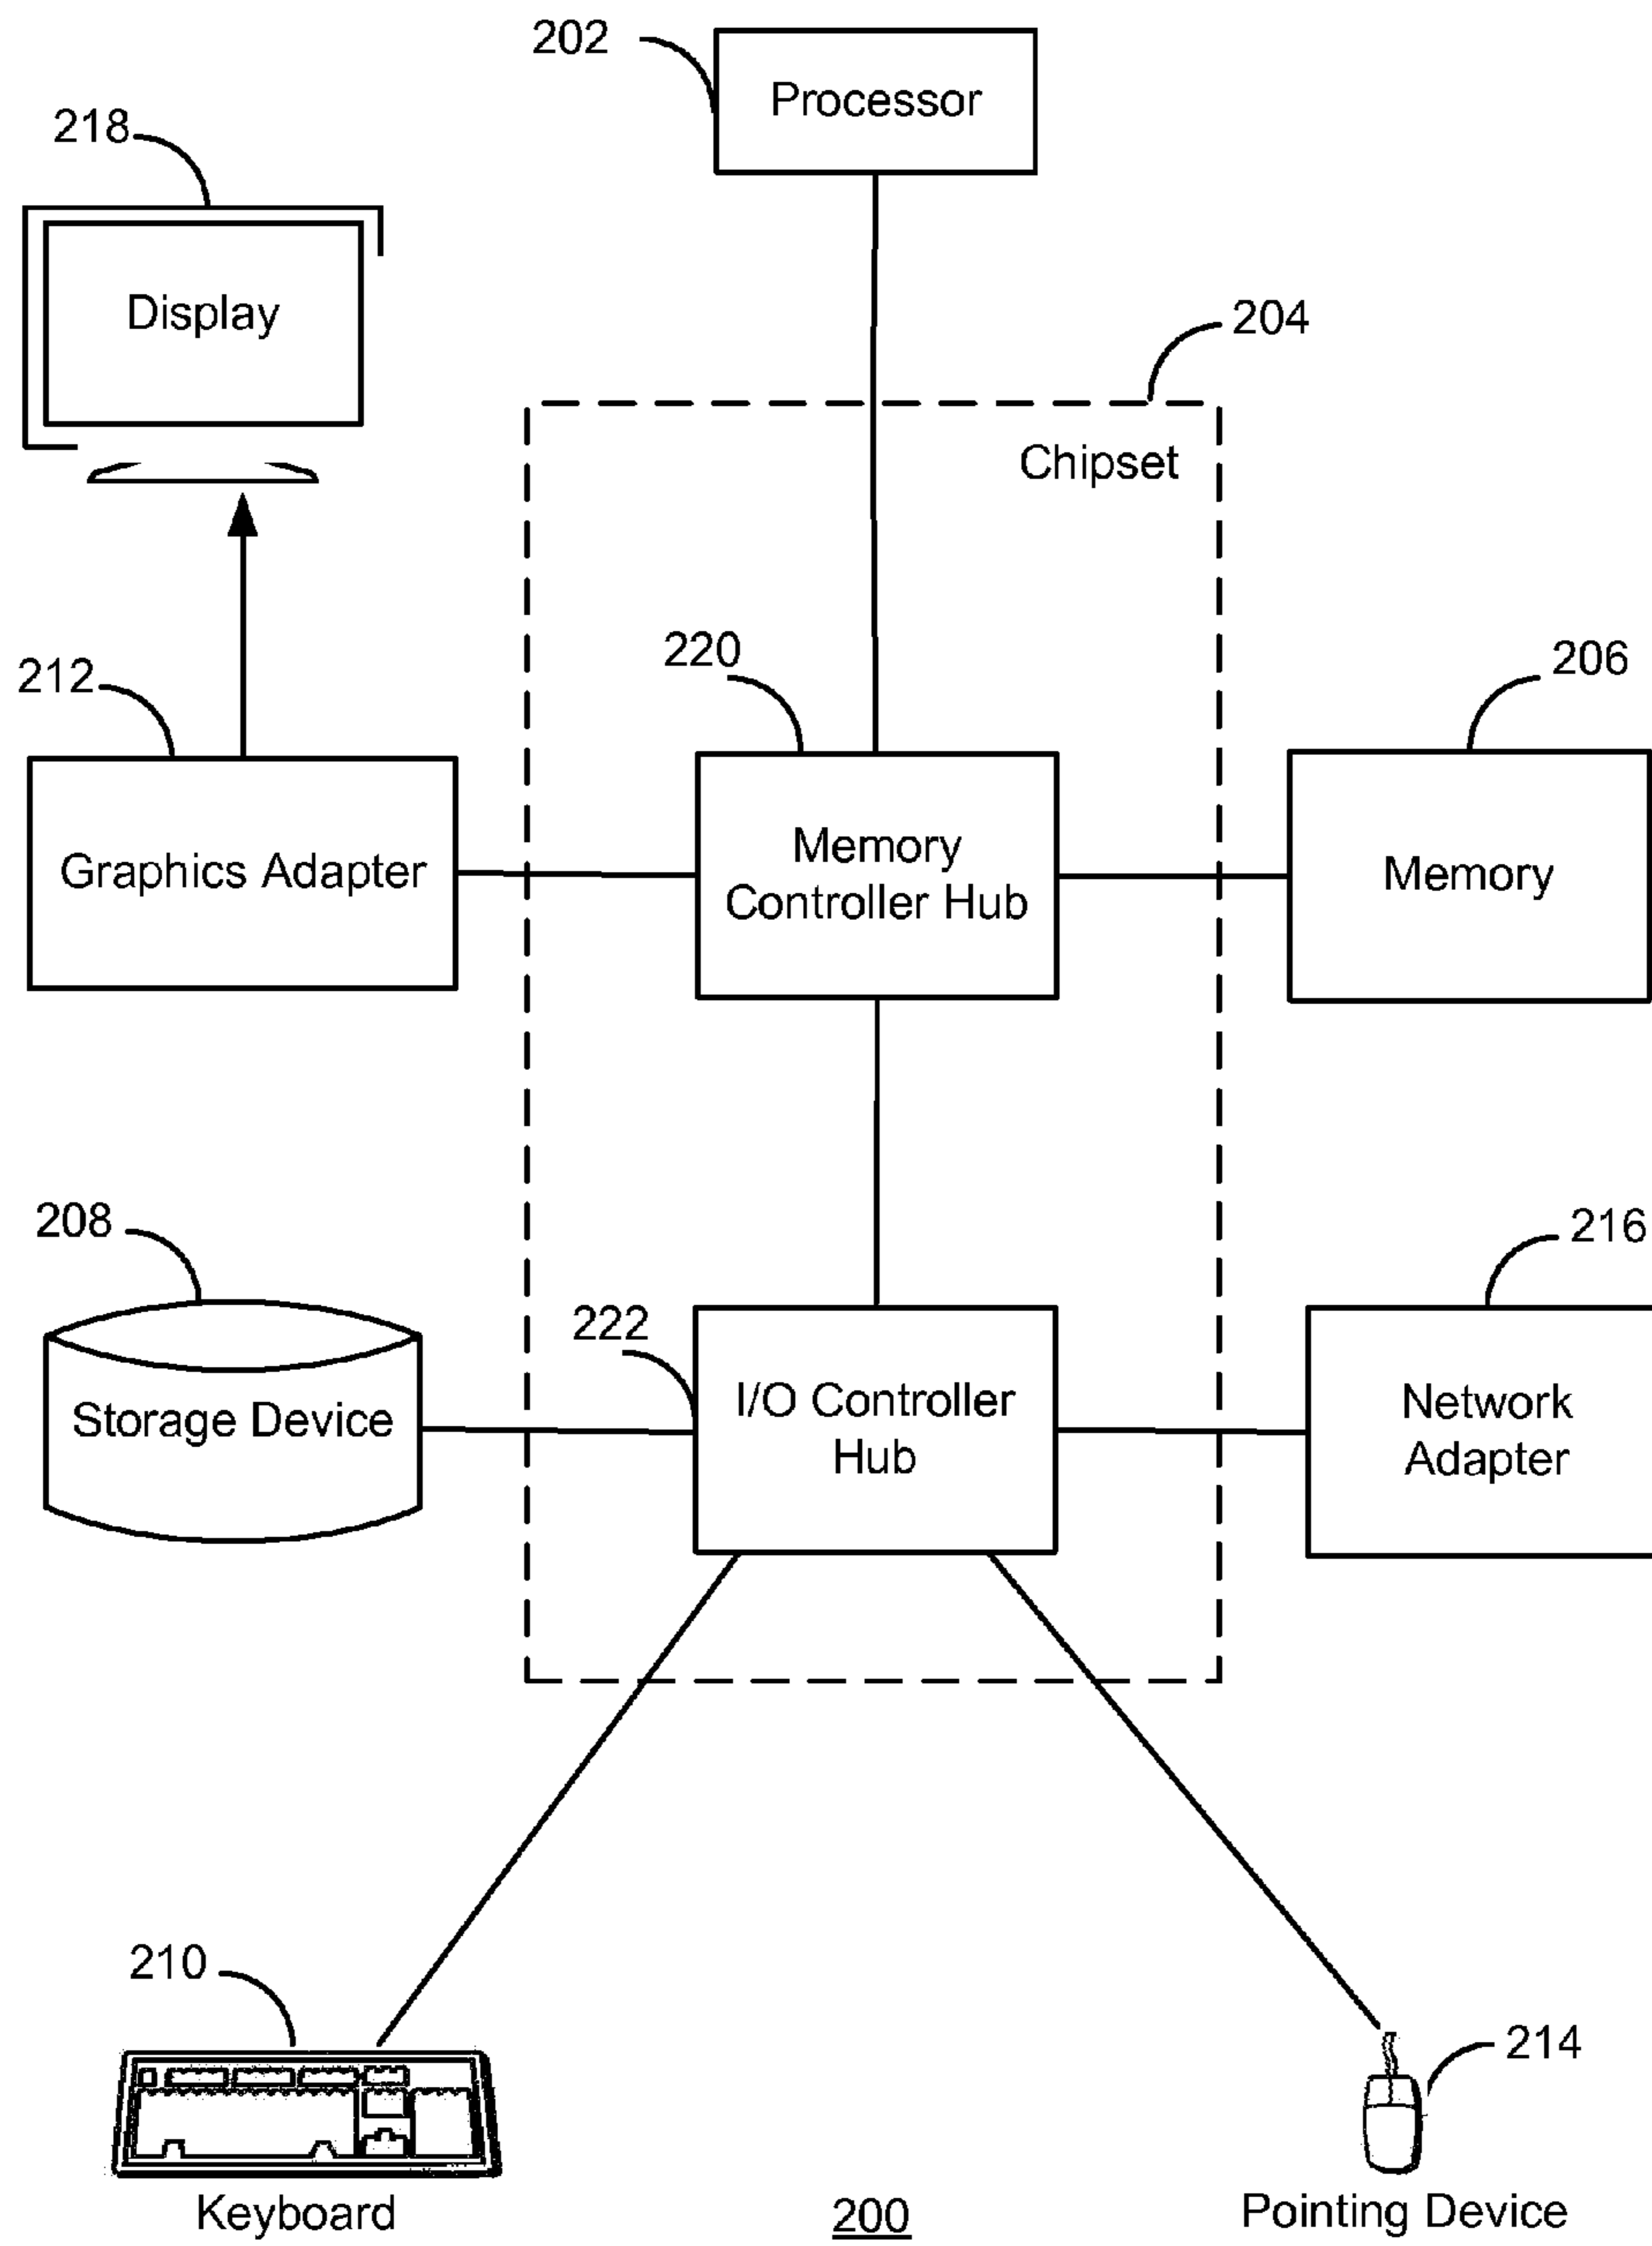 202
Processor
218
Display
204
Chipset
220
206
212
Memory
Controller Hub
Graphics Adapter
Memory
208
216
222
I/O Controller
Hub
Storage Device
Network
Adapter
210
214
Keyboard
200
Pointing Device